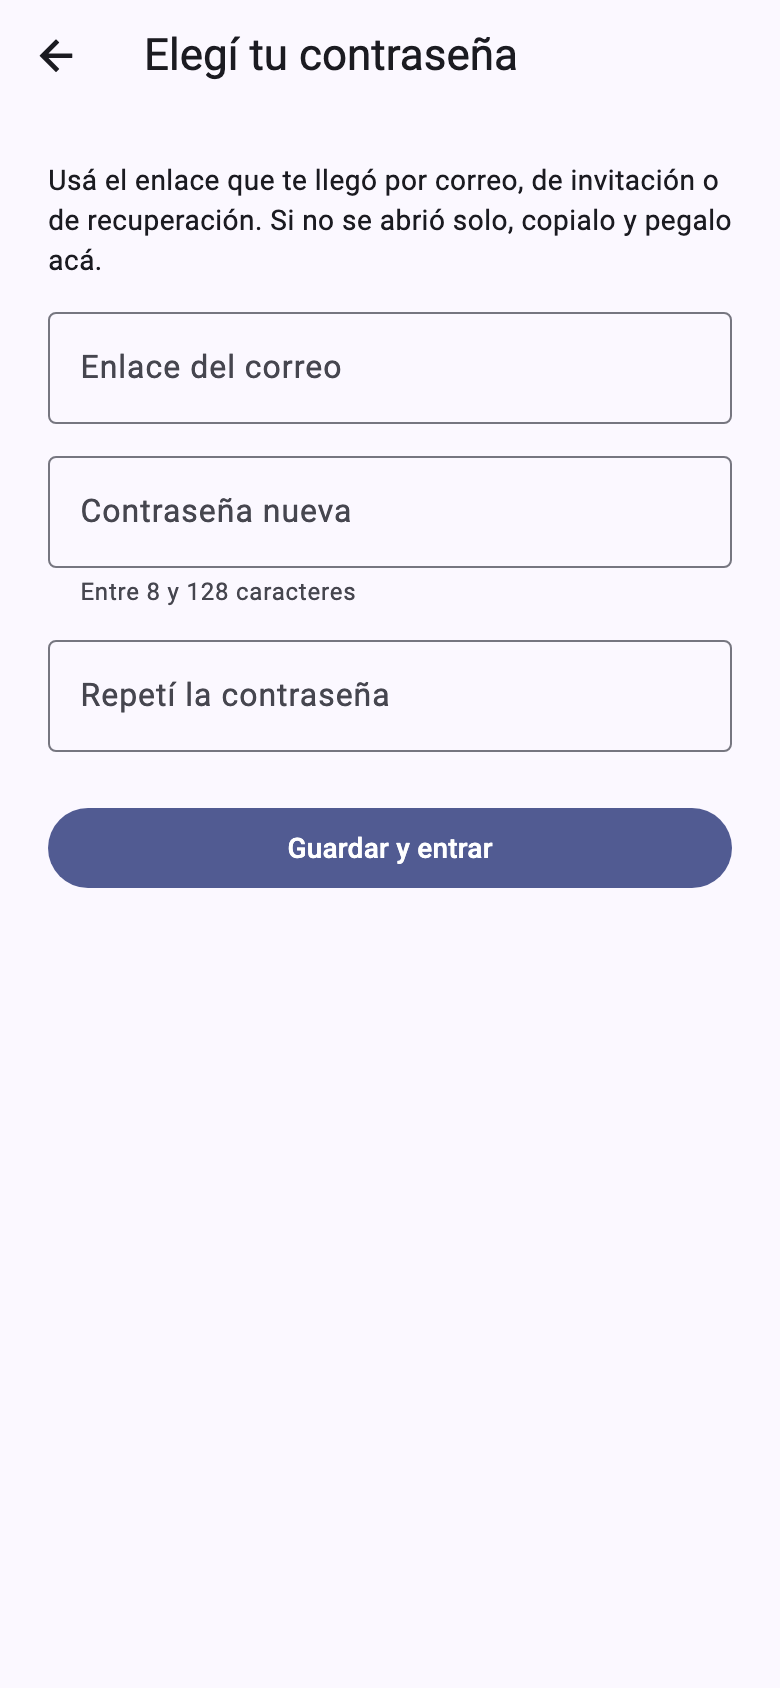 Elegí tu contraseña
Usá el enlace que te llegó por correo, de invitación o
de recuperación. Si no se abrió solo, copialo y pegalo
acá.
Enlace del correo
Contraseña nueva
Entre 8 y 128 caracteres
Repetí la contraseña
Guardar y entrar